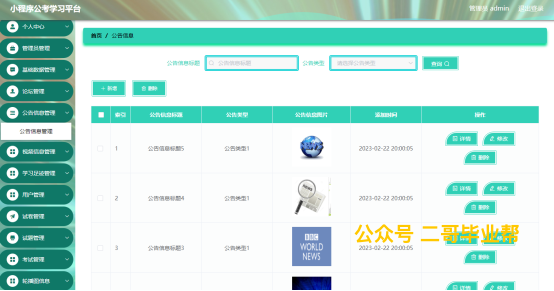 小程序公考学习平台
管理员 admin 退出登录
个人中心
管理员管理
基础数据管理
论坛管理
公告信息管理
公告信息管理
视频信息管理
学习足迹管理
用户管理
试卷管理
试题管理
考试管理
轮播图信息
首页 / 公告信息
公告信息标题 公告信息标题 公告类型 请选择公告类型 查询
+ 新增 删除
索引 公告信息标题 公告类型 公告信息图片 添加时间 操作
1 公告信息标题5 公告类型1 2023-02-22 20:00:05 详情 修改
删除
2 公告信息标题4 公告类型1 2023-02-22 20:00:05 详情 修改
删除
3 公告信息标题3 公告类型1 BBC WORLD NEWS 2023-02-22 20:00:05
删除
公众号 二哥毕业帮
详情 修改